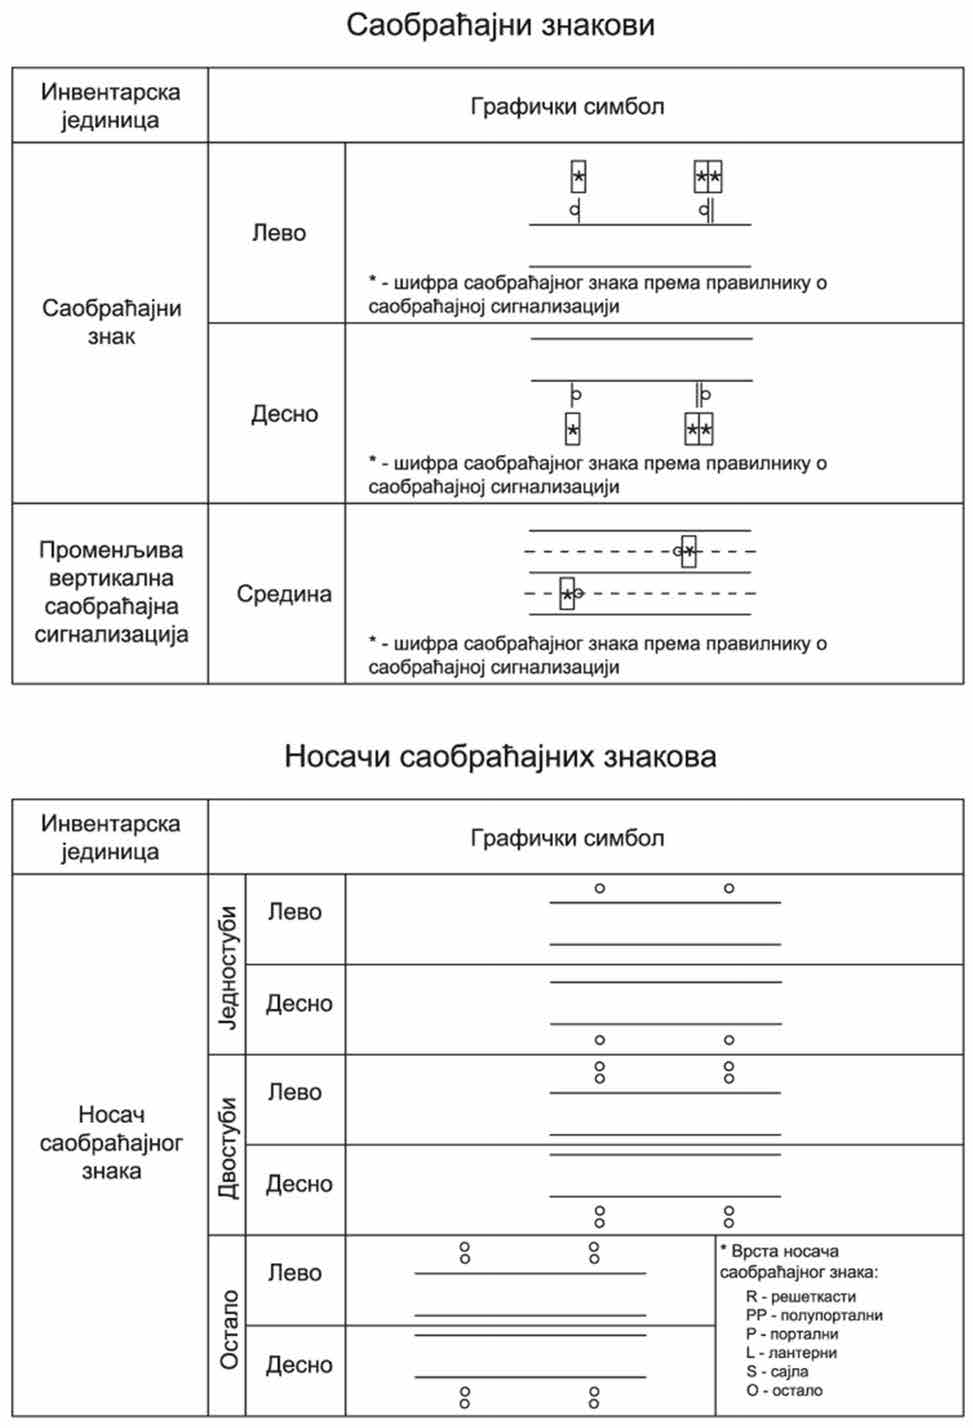 Саобраћајни знакови
Инвентарска
јединица
Графички симбол
Саобраћајни
знак
Лево
*
**
* - шифра саобраћајног знака према правилнику о
саобраћајној сигнализацији
Десно
*
**
* - шифра саобраћајног знака према правилнику о
саобраћајној сигнализацији
Променљива
вертикална
саобраћајна
сигнализација
Средина
*
*
* - шифра саобраћајног знака према правилнику о
саобраћајној сигнализацији
Носачи саобраћајних знакова
Инвентарска
јединица
Графички симбол
Носач
саобраћајног
знака
Једностуби
Лево
Десно
Двостуби
Лево
Десно
Остало
Лево
Десно
* Врста носача
саобраћајног знака:
R - решеткасти
PP - полупортални
P - портални
L - лантерни
S - сајла
O - остало